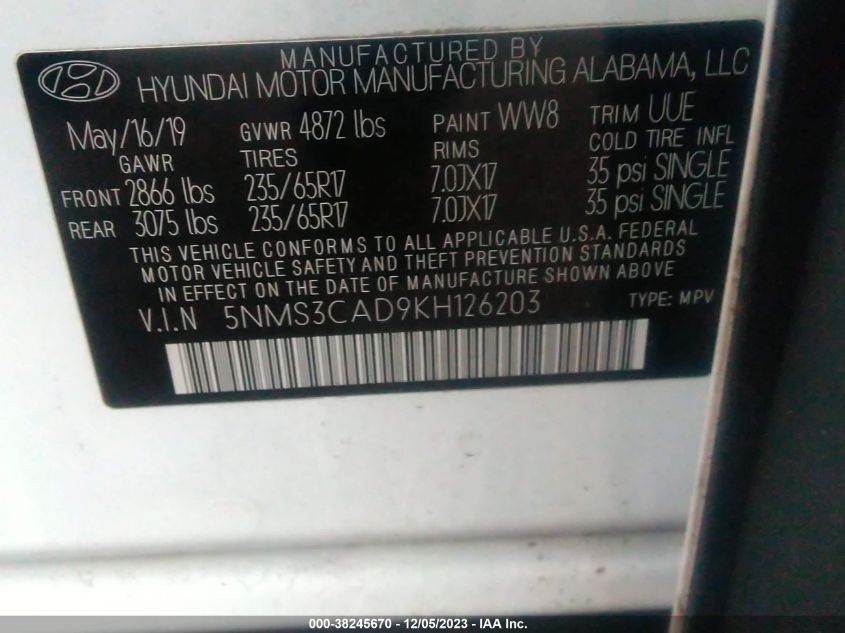 MANUFACTURED BY
HYUNDAI MOTOR MANUFACTURING ALABAMA, LLC
May/16/19 GVWR 4872 lbs PAINT WW8 TRIM UUE
GAWR TIRES RIMS COLD TIRE INFL
FRONT 2866 lbs 235/65R17 7.0JX17 35 psi SINGLE
REAR 3075 lbs 235/65R17 7.0JX17 35 psi SINGLE
THIS VEHICLE CONFORMS TO ALL APPLICABLE U.S.A. FEDERAL
MOTOR VEHICLE SAFETY AND THEFT PREVENTION STANDARDS
IN EFFECT ON THE DATE OF MANUFACTURE SHOWN ABOVE.
V.I.N 5NMS3CAD9KH126203 TYPE: MPV
000-38245670 - 12/05/2023 - IAA Inc.